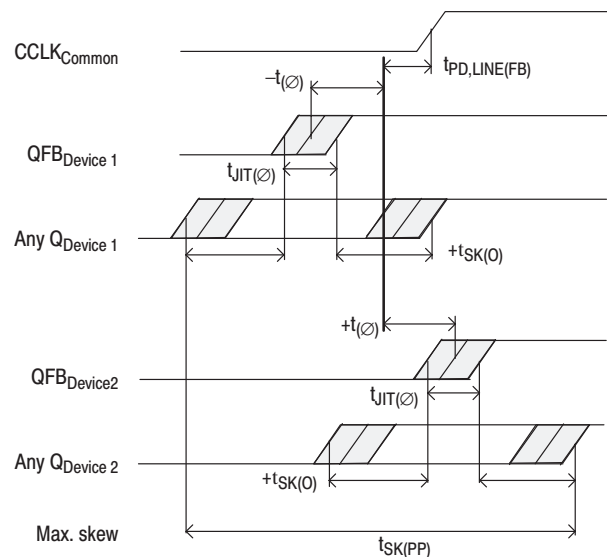 CCLKCommon
tPD,LINE(FB)
–t(∅)
QFBDevice 1
tJIT(∅)
Any QDevice 1
+tSK(O)
+t(∅)
QFBDevice2
tJIT(∅)
Any QDevice 2
+tSK(O)
Max. skew
tSK(PP)